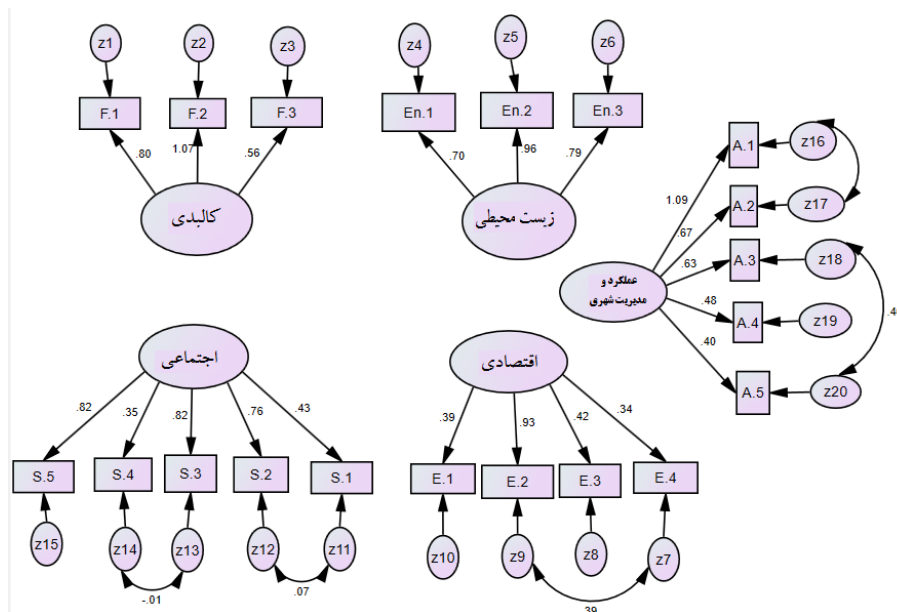 z1
z2
z3
F.1
F.2
F.3
.80
1.07
.56
کالبدی
z4
z5
z6
En.1
En.2
En.3
.70
.96
.79
زیست محیطی
A.1
A.2
A.3
A.4
A.5
z16
z17
z18
z19
z20
1.09
.67
.63
.48
.40
عملکرد و
مدیریت شهری
اجتماعی
.82
.35
.82
.76
.43
S.5
S.4
S.3
S.2
S.1
z15
z14
z13
z12
z11
-.01
.07
اقتصادی
.39
.93
.42
.34
E.1
E.2
E.3
E.4
z10
z9
z8
z7